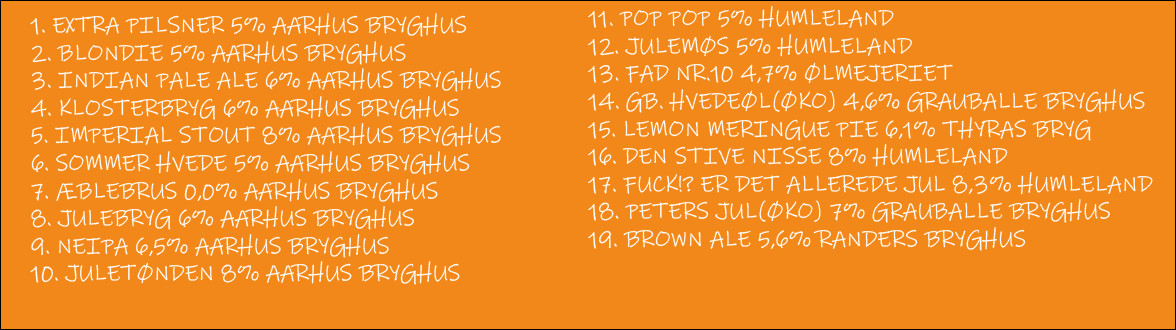 1. EXTRA PILSNER 5% AARHUS BRYGHUS
2. BLONDIE 5% AARHUS BRYGHUS
3. INDIAN PALE ALE 6% AARHUS BRYGHUS
4. KLOSTERBRYG 6% AARHUS BRYGHUS
5. IMPERIAL STOUT 8% AARHUS BRYGHUS
6. SOMMER HVEDE 5% AARHUS BRYGHUS
7. ÆBLEBRUS 0,0% AARHUS BRYGHUS
8. JULEBRYG 6% AARHUS BRYGHUS
9. NEIPA 6,5% AARHUS BRYGHUS
10. JULETØNDEN 8% AARHUS BRYGHUS
11. POP POP 5% HUMLELAND
12. JULEMØS 5% HUMLELAND
13. FAD NR.10 4,7% ØLMEJERIET
14. GB. HVEDEØL(ØKO) 4,6% GRAUBALLE BRYGHUS
15. LEMON MERINGUE PIE 6,1% THYRAS BRYG
16. DEN STIVE NISSE 8% HUMLELAND
17. FUCK!? ER DET ALLEREDE JUL 8,3% HUMLELAND
18. PETERS JUL(ØKO) 7% GRAUBALLE BRYGHUS
19. BROWN ALE 5,6% RANDERS BRYGHUS